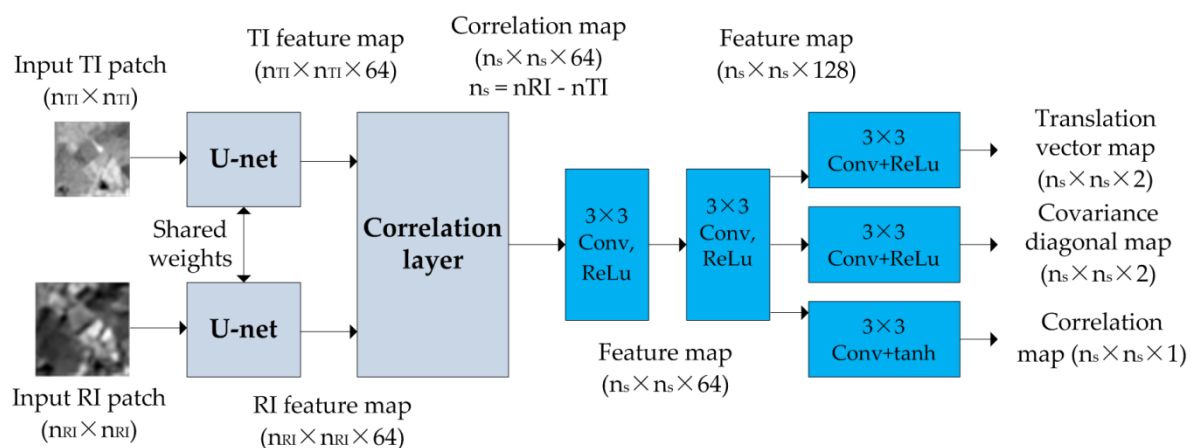 Input TI patch
(nTI×nTI)
TI feature map
(nTI×nTI×64)
Correlation map
(ns×ns×64)
ns = nRI - nTI
Feature map
(ns×ns×128)
U-net
Shared
weights
U-net
Input RI patch
(nRI×nRI)
RI feature map
(nRI×nRI×64)
Correlation
layer
3×3
Conv,
ReLu
3×3
Conv,
ReLu
Feature map
(ns×ns×64)
3×3
Conv+ReLu
3×3
Conv+ReLu
3×3
Conv+tanh
Translation
vector map
(ns×ns×2)
Covariance
diagonal map
(ns×ns×2)
Correlation
map (ns×ns×1)